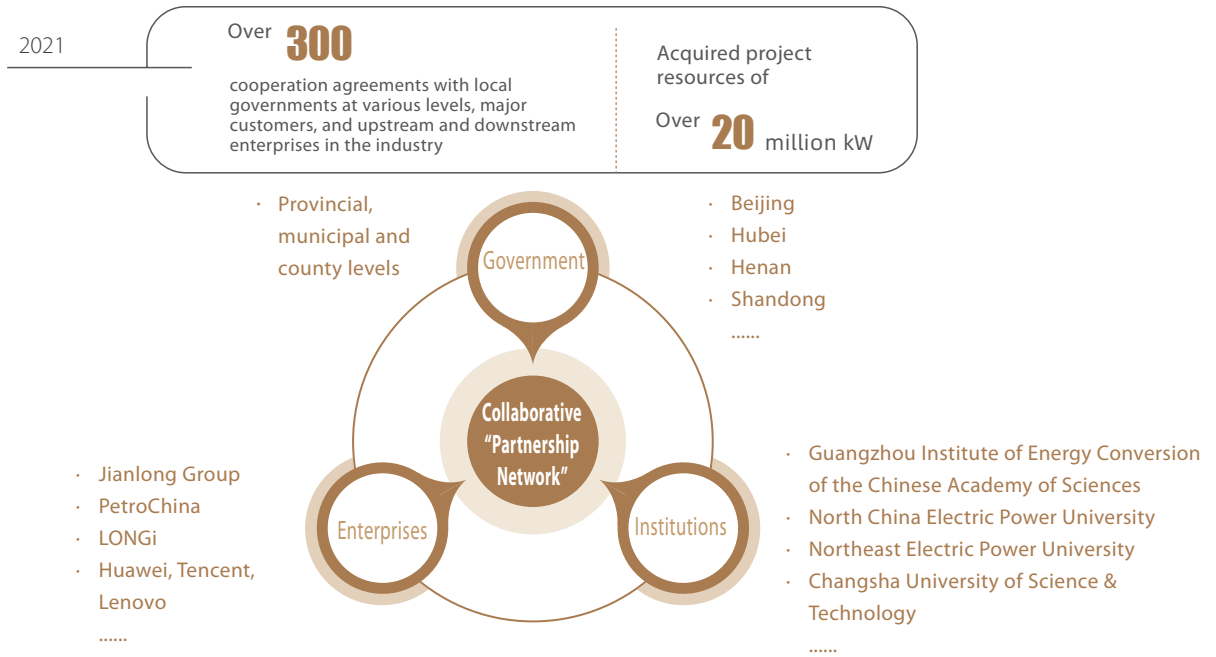 2021
Over 300
cooperation agreements with local
governments at various levels, major
customers, and upstream and downstream
enterprises in the industry
Acquired project
resources of
Over 20 million kW
· Provincial,
municipal and
county levels
Government
· Beijing
· Hubei
· Henan
· Shandong
......
Collaborative
“Partnership
Network”
· Jianlong Group
· PetroChina
· LONGi
· Huawei, Tencent,
Lenovo
......
Enterprises
Institutions
· Guangzhou Institute of Energy Conversion
of the Chinese Academy of Sciences
· North China Electric Power University
· Northeast Electric Power University
· Changsha University of Science &
Technology
......